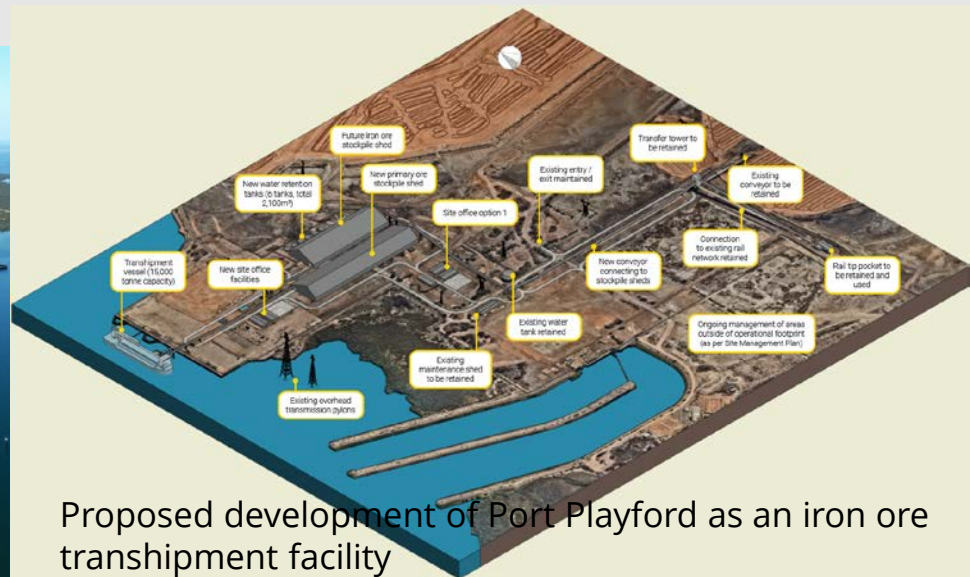 Future iron ore
stockpile shed
New water retention
tanks (6 tanks, total
2,100m³)
New primary ore
stockpile shed
Transhipment
vessel (15,000
tonne capacity)
New site office
facilities
Site office option 1
Existing entry /
exit maintained
Transfer tower to
be retained
Existing
conveyor to be
retained
Connection
to existing rail
network retained
Rail tip pocket to
be retained and
used
New conveyor
connecting to
stockpile sheds
Existing water
tank retained
Existing
maintenance shed
to be retained
Ongoing management of areas
outside of operational footprint
(as per Site Management Plan)
Existing overhead
transmission pylons
Proposed development of Port Playford as an iron ore
transhipment facility